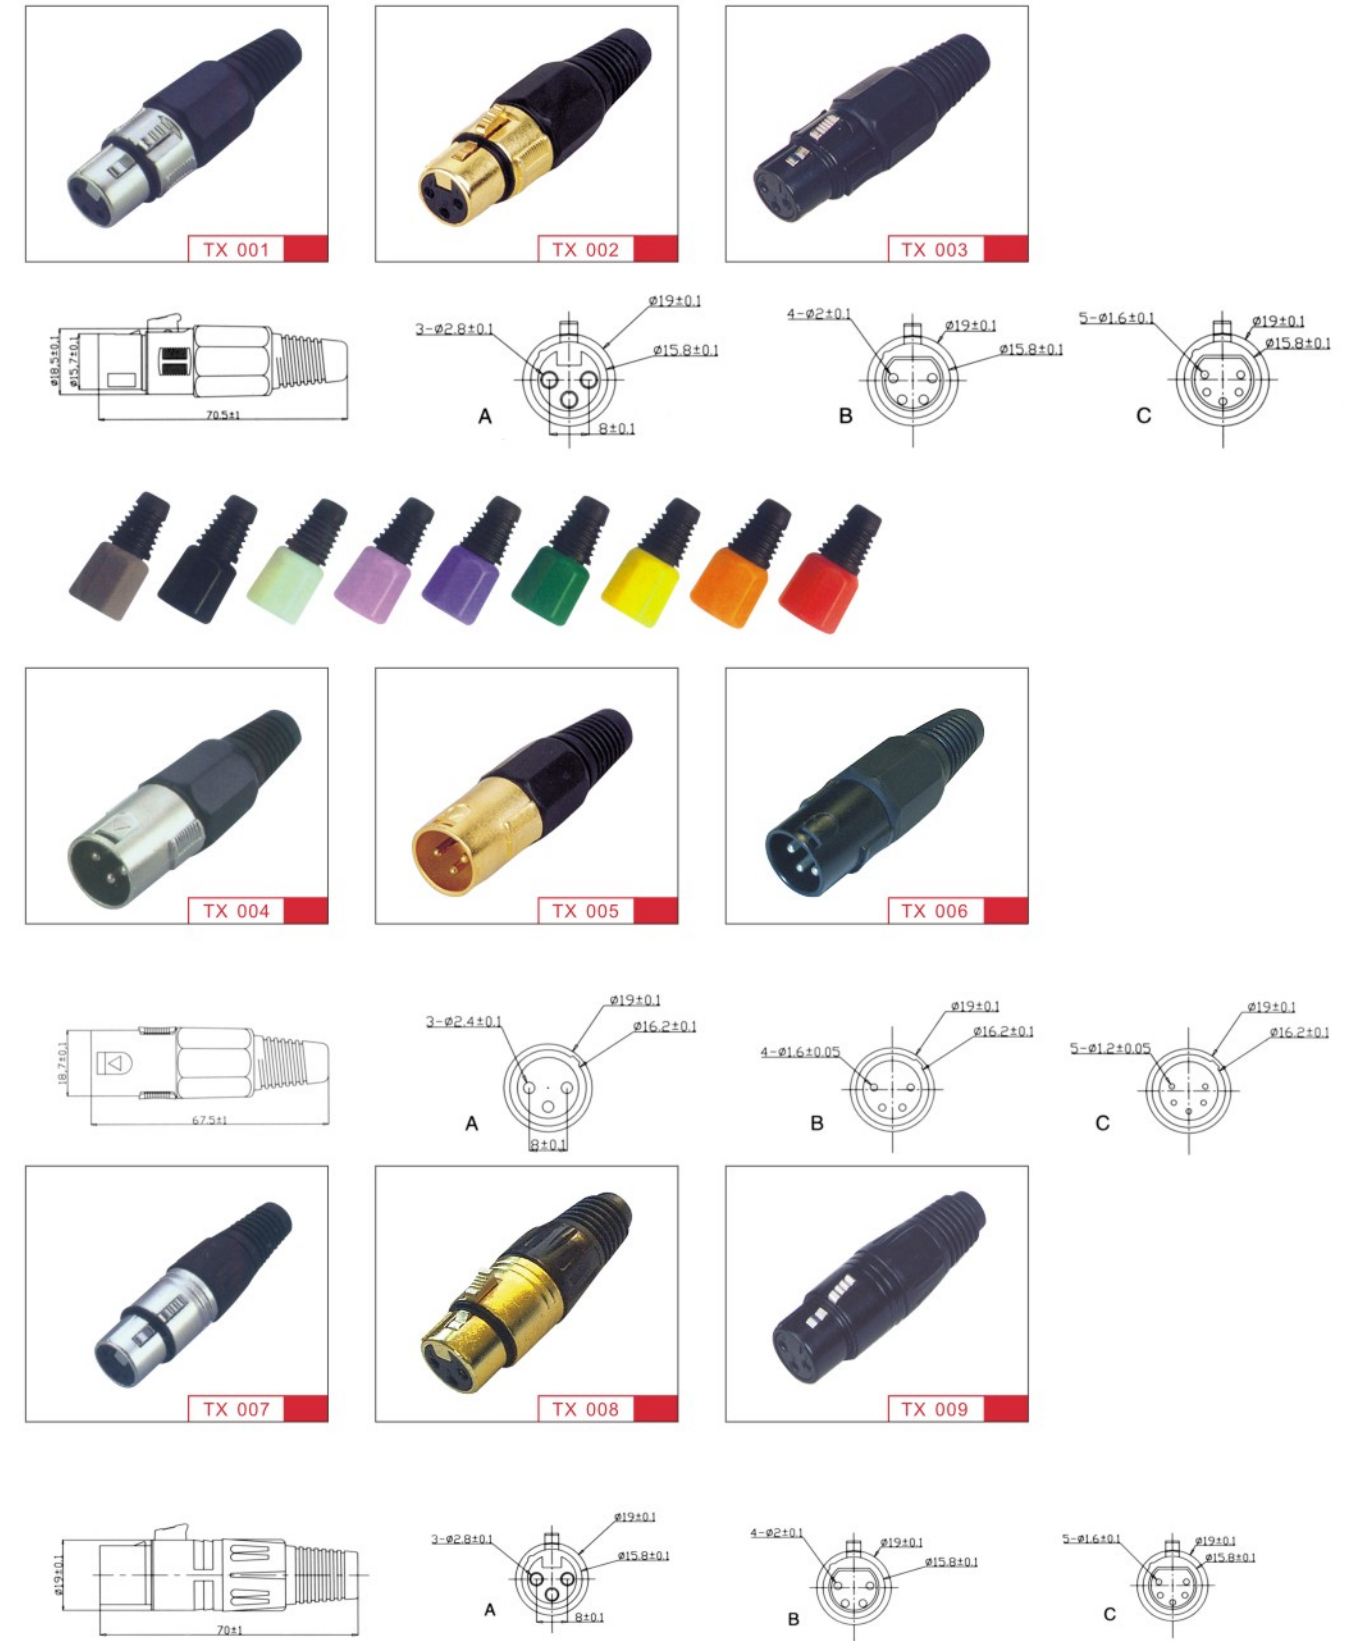 TX 001
TX 002
TX 003
ø18.5±0.1
ø15.7±0.1
70.5±1
3-ø2.8±0.1
ø19±0.1
ø15.8±0.1
A
8±0.1
4-ø2±0.1
ø19±0.1
ø15.8±0.1
B
5-ø1.6±0.1
ø19±0.1
ø15.8±0.1
C
TX 004
TX 005
TX 006
18.7±0.1
67.5±1
3-ø2.4±0.1
ø19±0.1
ø16.2±0.1
A
8±0.1
4-ø1.6±0.05
ø19±0.1
ø16.2±0.1
B
5-ø1.2±0.05
ø19±0.1
ø16.2±0.1
C
TX 007
TX 008
TX 009
ø19±0.1
70±1
3-ø2.8±0.1
ø19±0.1
ø15.8±0.1
A
8±0.1
4-ø2±0.1
ø19±0.1
ø15.8±0.1
B
5-ø1.6±0.1
ø19±0.1
ø15.8±0.1
C